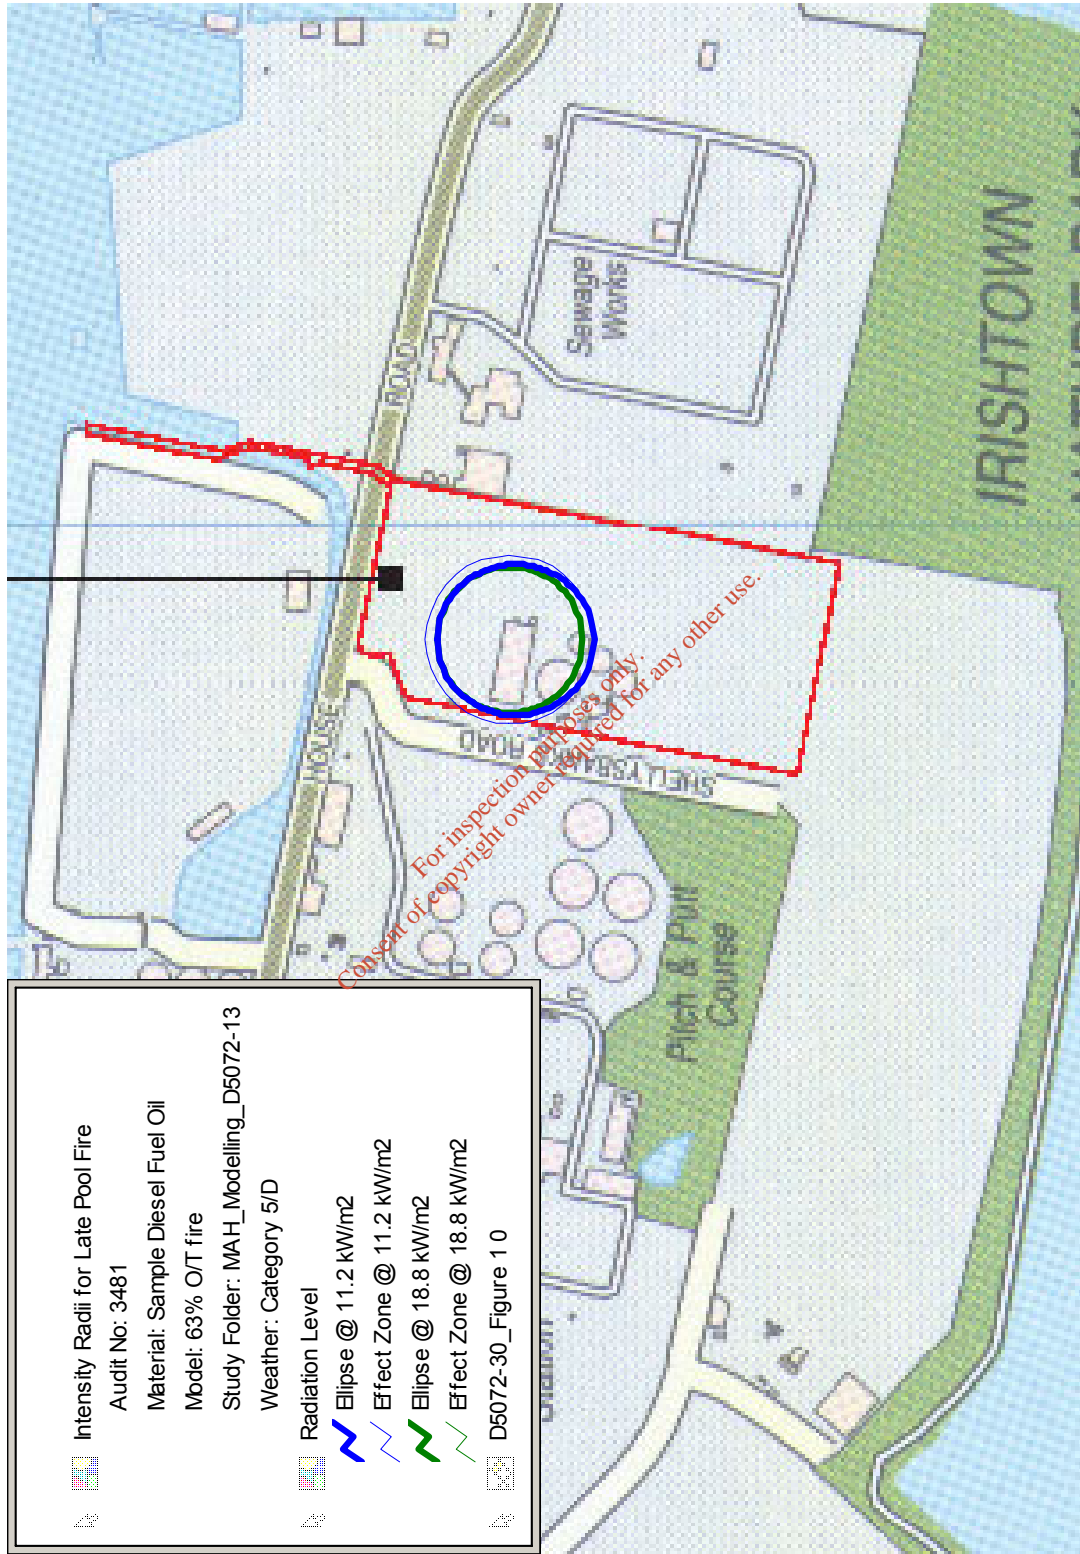 Intensity Radii for Late Pool Fire
Audit No: 3481
Material: Sample Diesel Fuel Oil
Model: 63% O/T fire
Study Folder: MAH_Modelling_D5072-13
Weather: Category 5/D
Radiation Level
Ellipse @ 11.2 kW/m2
Effect Zone @ 11.2 kW/m2
Ellipse @ 18.8 kW/m2
Effect Zone @ 18.8 kW/m2
D5072-30_Figure 1 0
HOUSE
ROAD
SHELLYSBANK ROAD
Sewage
Works
Pitch & Putt
Course
IRISHTOWN
NATURE PARK
For inspection purposes only.
Consent of copyright owner required for any other use.